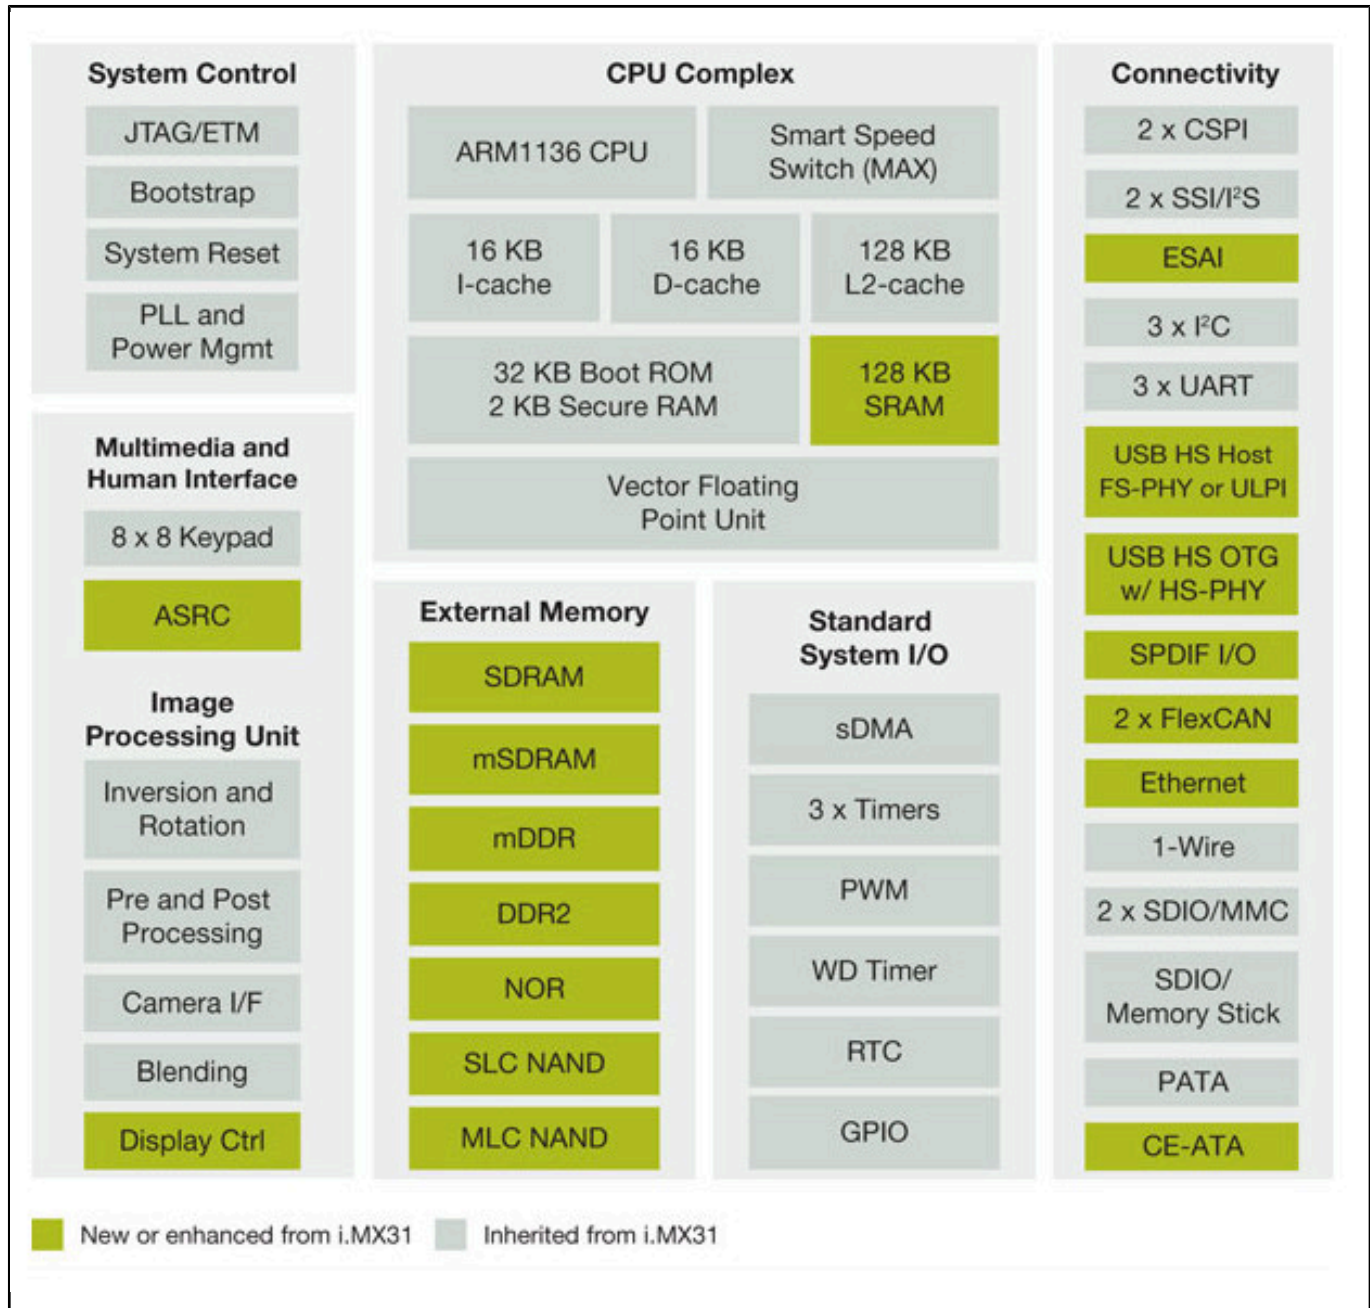 System Control
JTAG/ETM
Bootstrap
System Reset
PLL and
Power Mgmt
Multimedia and
Human Interface
8 x 8 Keypad
ASRC
Image
Processing Unit
Inversion and
Rotation
Pre and Post
Processing
Camera I/F
Blending
Display Ctrl
CPU Complex
ARM1136 CPU
Smart Speed
Switch (MAX)
16 KB
I-cache
16 KB
D-cache
128 KB
L2-cache
32 KB Boot ROM
2 KB Secure RAM
128 KB
SRAM
Vector Floating
Point Unit
External Memory
SDRAM
mSDRAM
mDDR
DDR2
NOR
SLC NAND
MLC NAND
Standard
System I/O
sDMA
3 x Timers
PWM
WD Timer
RTC
GPIO
Connectivity
2 x CSPI
2 x SSI/I²S
ESAI
3 x I²C
3 x UART
USB HS Host
FS-PHY or ULPI
USB HS OTG
w/ HS-PHY
SPDIF I/O
2 x FlexCAN
Ethernet
1-Wire
2 x SDIO/MMC
SDIO/
Memory Stick
PATA
CE-ATA
New or enhanced from i.MX31
Inherited from i.MX31